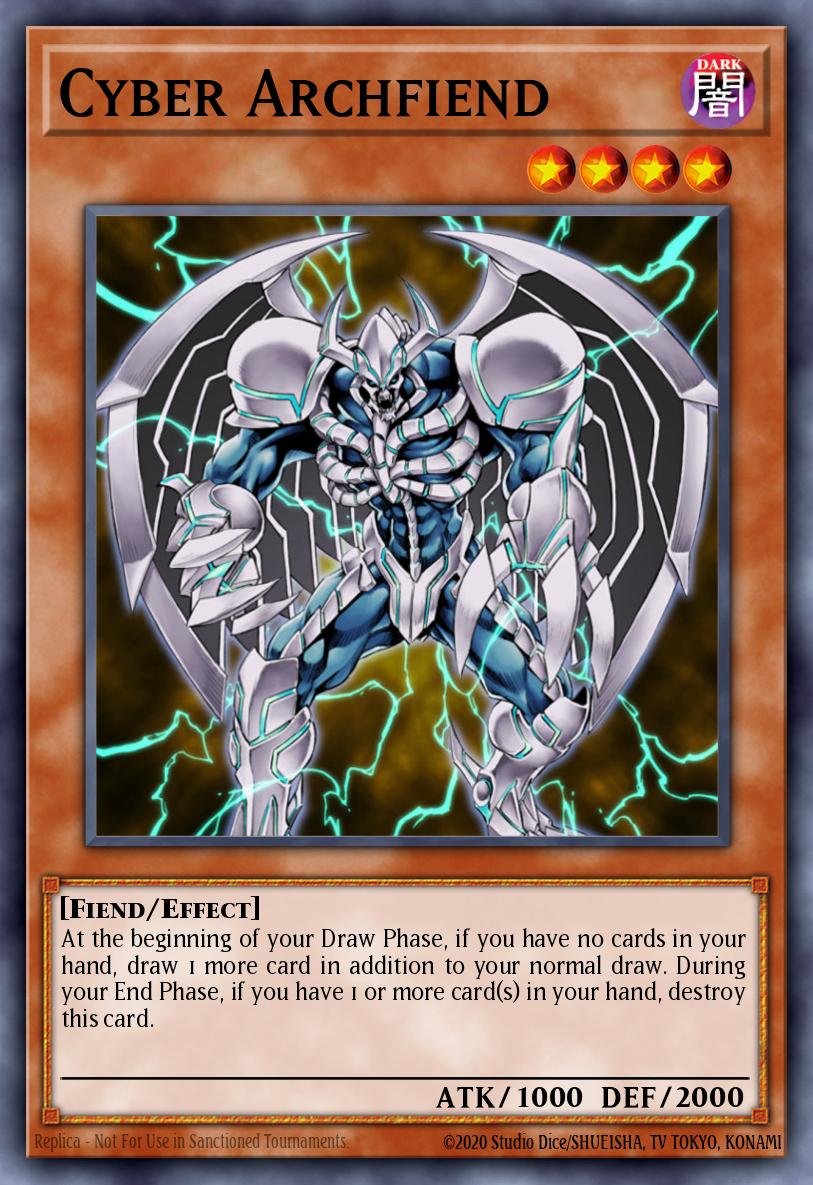 Cyber Archfiend
DARK
闇
[Fiend/Effect]
At the beginning of your Draw Phase, if you have no cards in your
hand, draw 1 more card in addition to your normal draw. During
your End Phase, if you have 1 or more card(s) in your hand, destroy
this card.
ATK/1000 DEF/2000
Replica - Not For Use in Sanctioned Tournaments.
©2020 Studio Dice/SHUEISHA, TV TOKYO, KONAMI